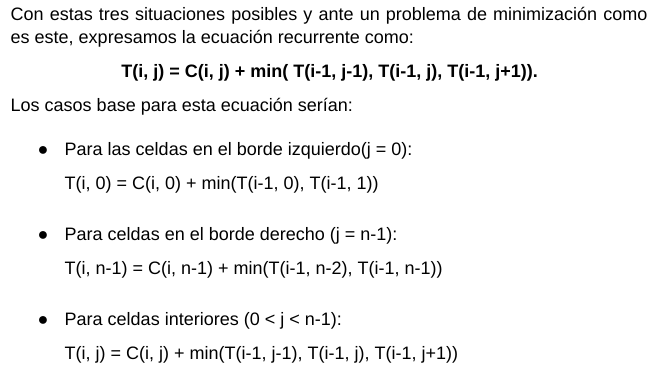 Con estas tres situaciones posibles y ante un problema de minimización como
es este, expresamos la ecuación recurrente como:
T(i, j) = C(i, j) + min( T(i-1, j-1), T(i-1, j), T(i-1, j+1)).
Los casos base para esta ecuación serían:
● Para las celdas en el borde izquierdo(j = 0):
T(i, 0) = C(i, 0) + min(T(i-1, 0), T(i-1, 1))
● Para celdas en el borde derecho (j = n-1):
T(i, n-1) = C(i, n-1) + min(T(i-1, n-2), T(i-1, n-1))
● Para celdas interiores (0 < j < n-1):
T(i, j) = C(i, j) + min(T(i-1, j-1), T(i-1, j), T(i-1, j+1))